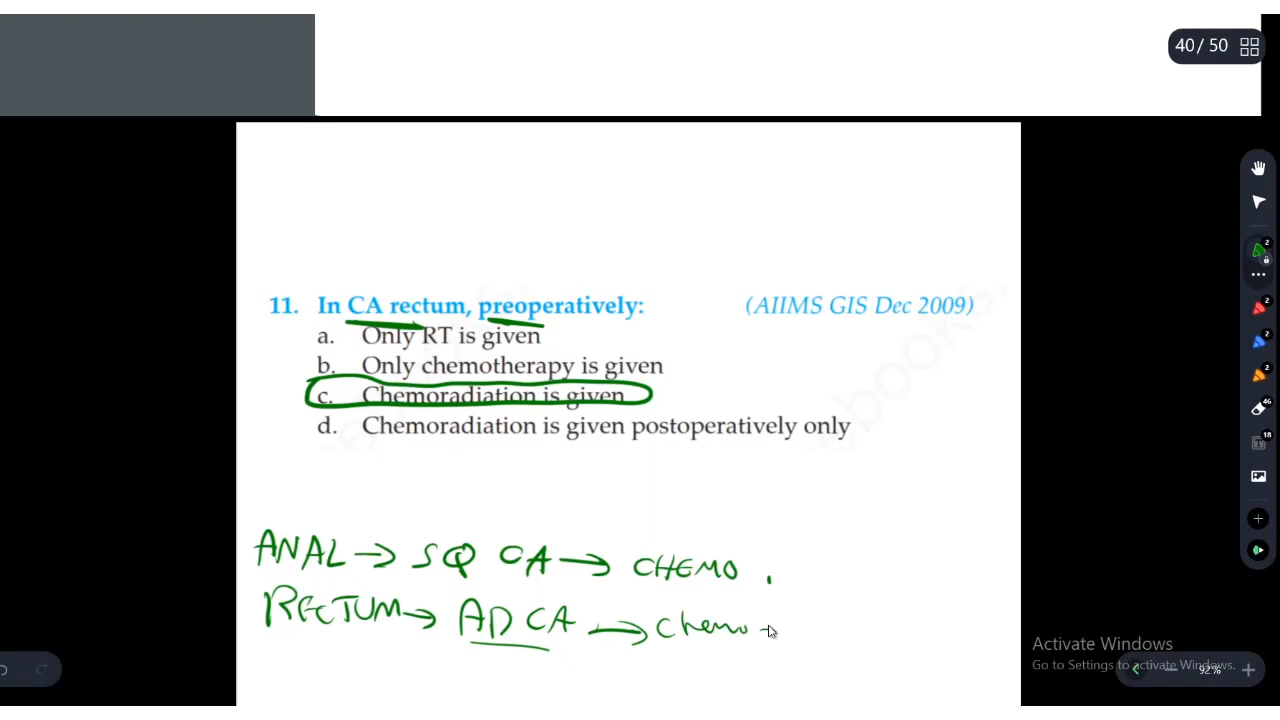 40 / 50
11. In CA rectum, preoperatively: (AIIMS GIS Dec 2009)
a. Only RT is given
b. Only chemotherapy is given
c. Chemoradiation is given
d. Chemoradiation is given postoperatively only
ANAL → SQ CA → CHEMO .
RECTUM → AD CA → Chemo -
Activate Windows
Go to Settings to activate Windows.
92%